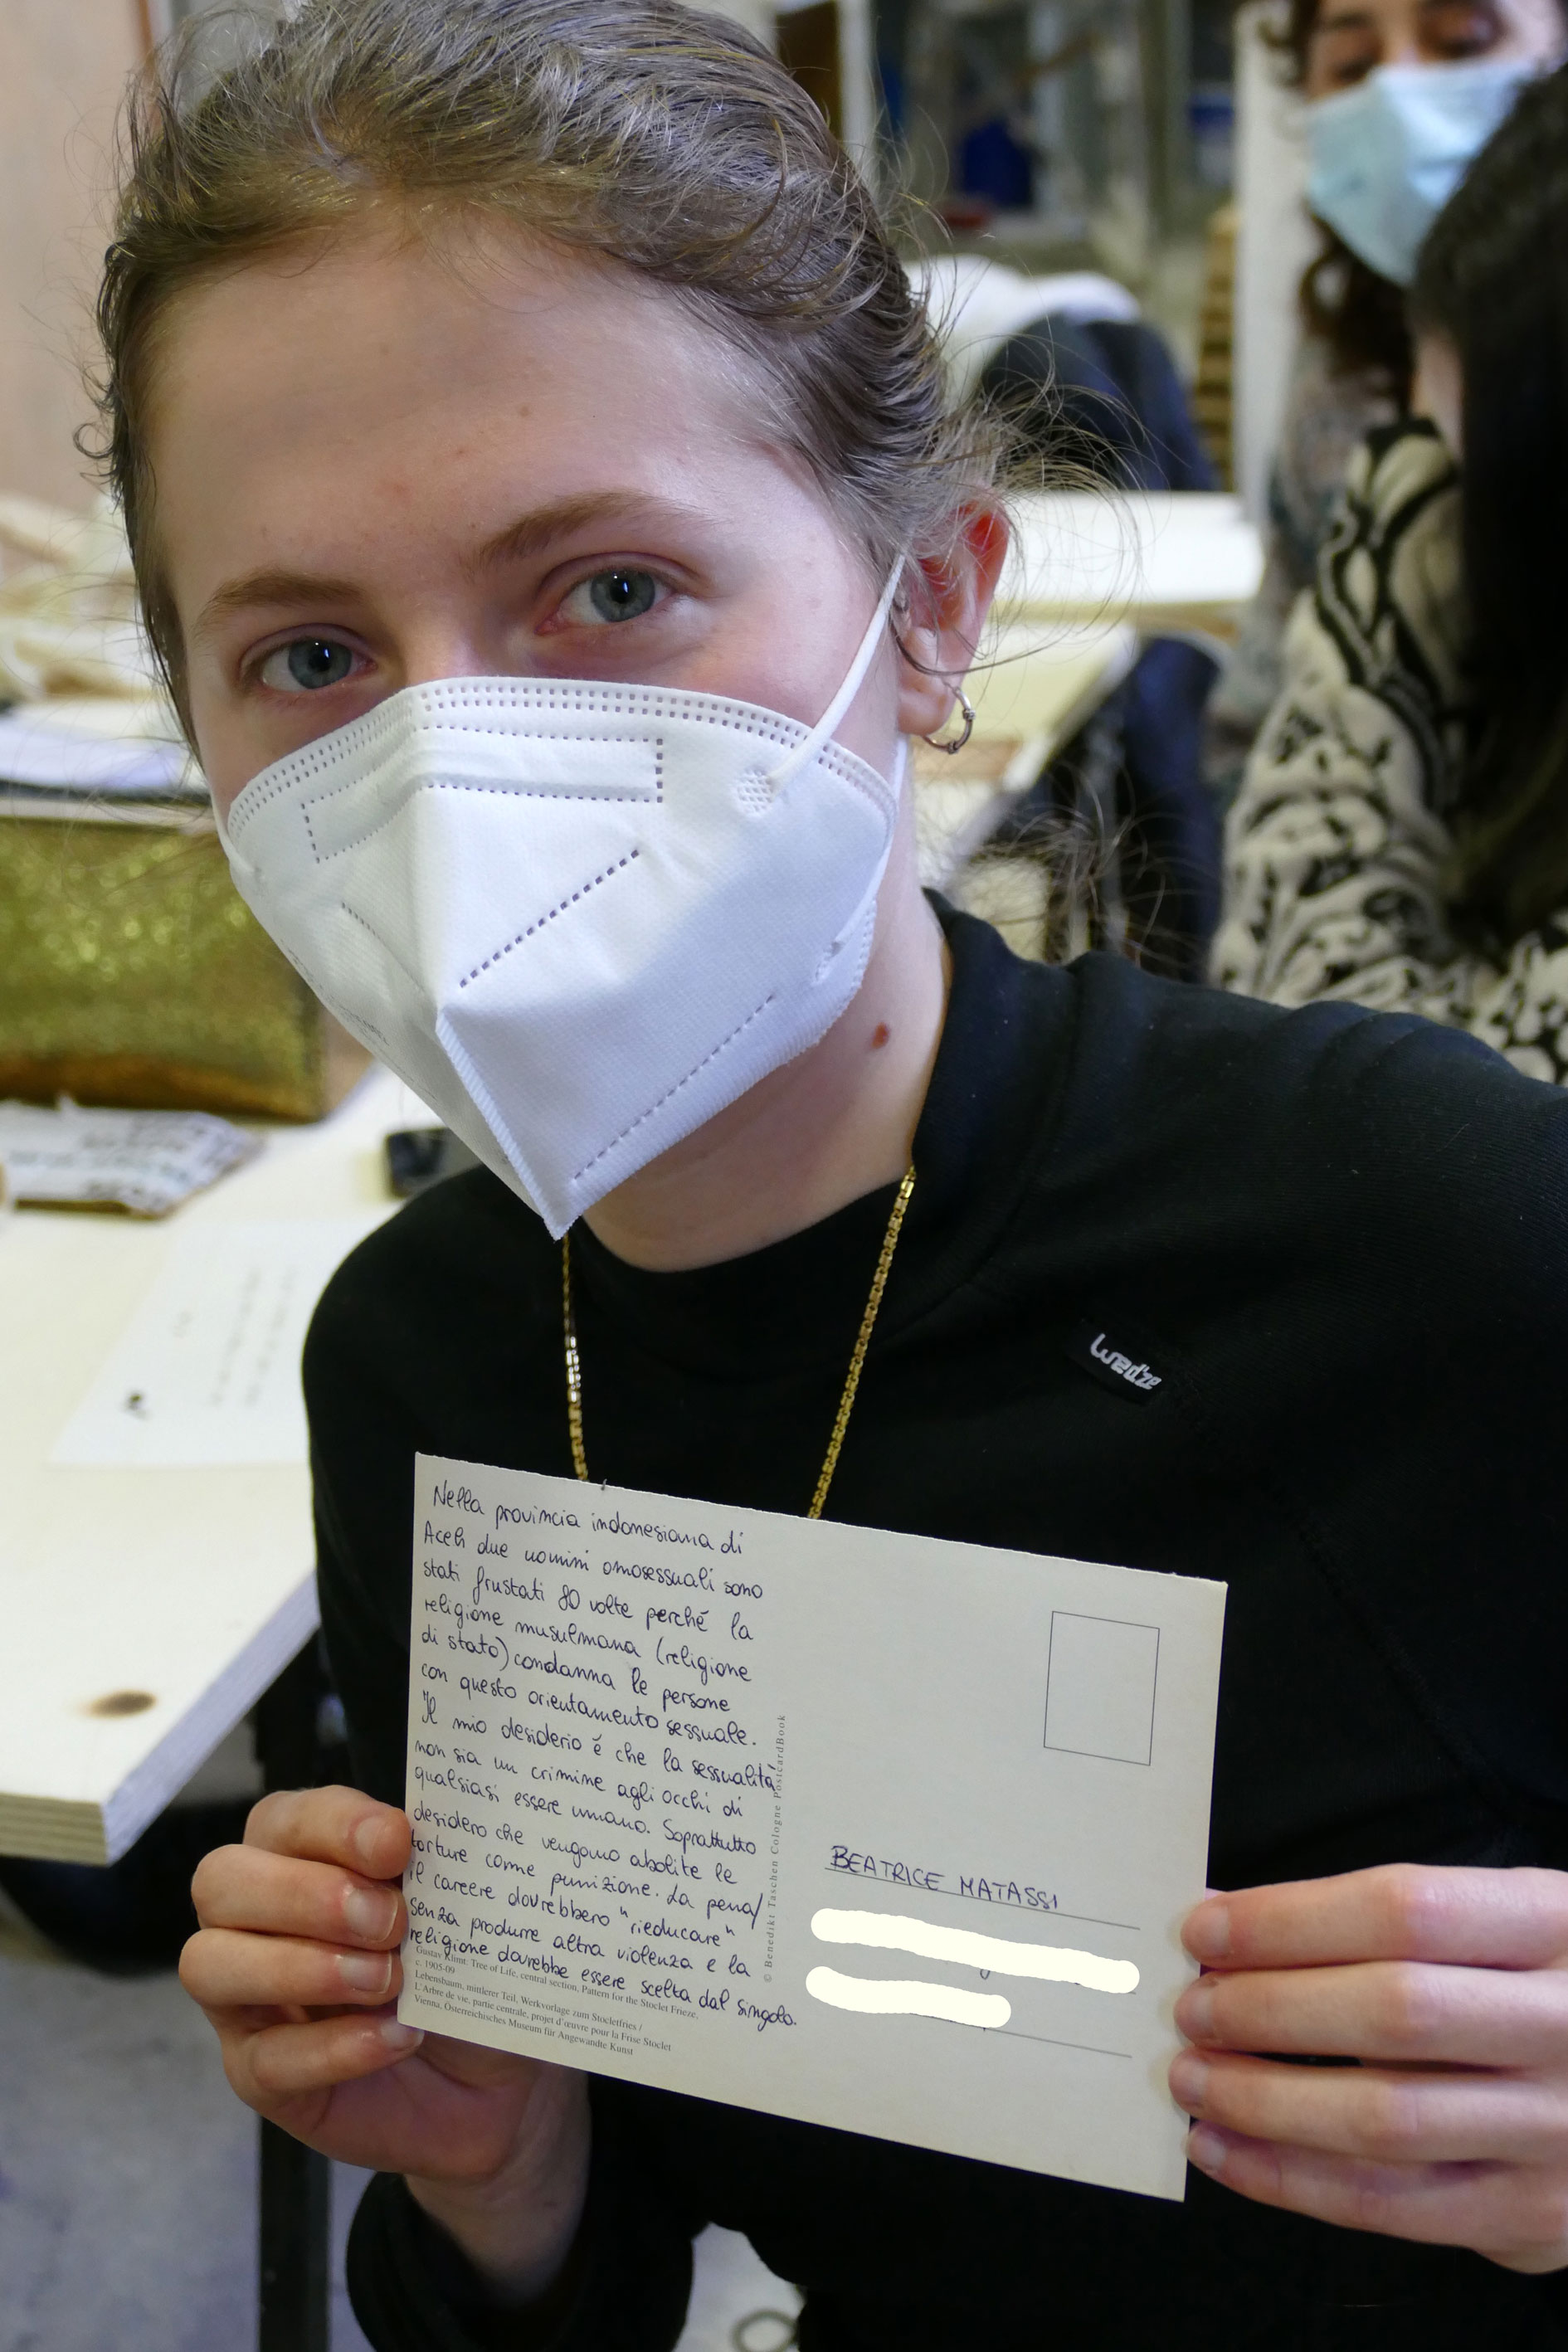 wed'ze
Nella provincia indonesiana di
Aceh due uomini omosessuali sono
stati frustati 80 volte perché la
religione musulmana (religione
di stato) condanna le persone
con questo orientamento sessuale.
Il mio desiderio é che la sessualità
non sia un crimine agli occhi di
qualsiasi essere umano. Soprattutto
desidero che vengano abolite le
torture come punizione. La pena/
il carcere dovrebbero "rieducare"
senza produrre altra violenza e la
religione dovrebbe essere scelta dal singolo.
Gustav Klimt: Tree of Life, central section, Pattern for the Stoclet Frieze,
c. 1905-09
Lebensbaum, mittlerer Teil, Werkvorlage zum Stocletfries /
L'Arbre de vie, partie centrale, projet d'œuvre pour la Frise Stoclet
Vienna, Österreichisches Museum für Angewandte Kunst
© Benedikt Taschen Cologne PostcardBook
BEATRICE MATASSI